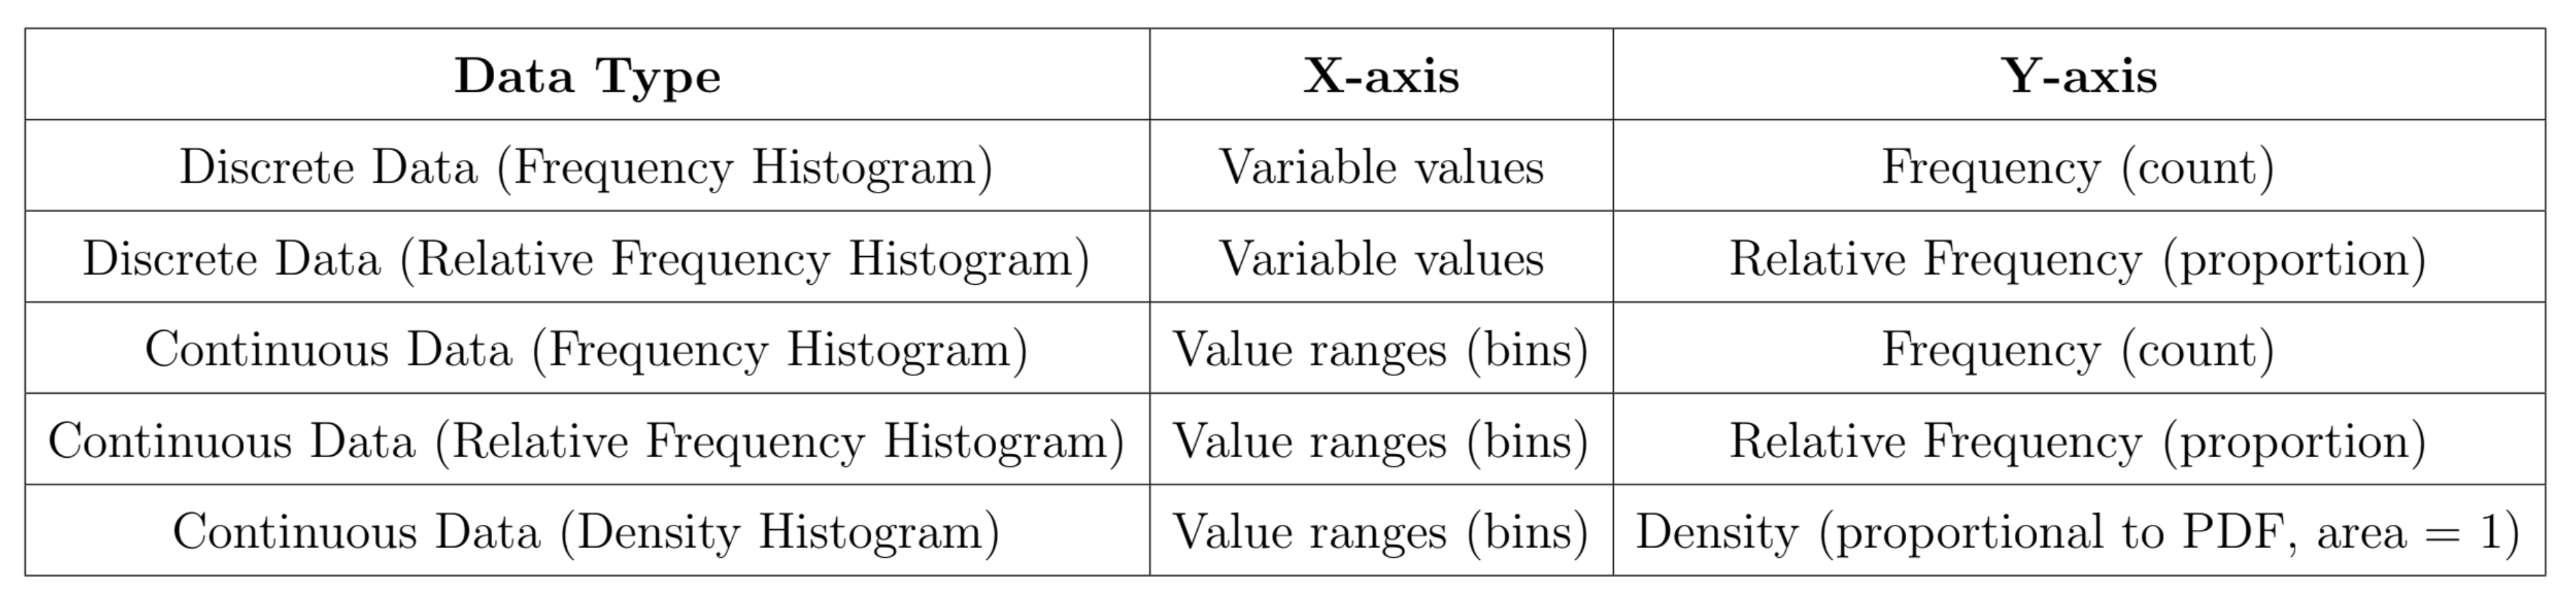 Data Type X-axis Y-axis
Discrete Data (Frequency Histogram) Variable values Frequency (count)
Discrete Data (Relative Frequency Histogram) Variable values Relative Frequency (proportion)
Continuous Data (Frequency Histogram) Value ranges (bins) Frequency (count)
Continuous Data (Relative Frequency Histogram) Value ranges (bins) Relative Frequency (proportion)
Continuous Data (Density Histogram) Value ranges (bins) Density (proportional to PDF, area = 1)